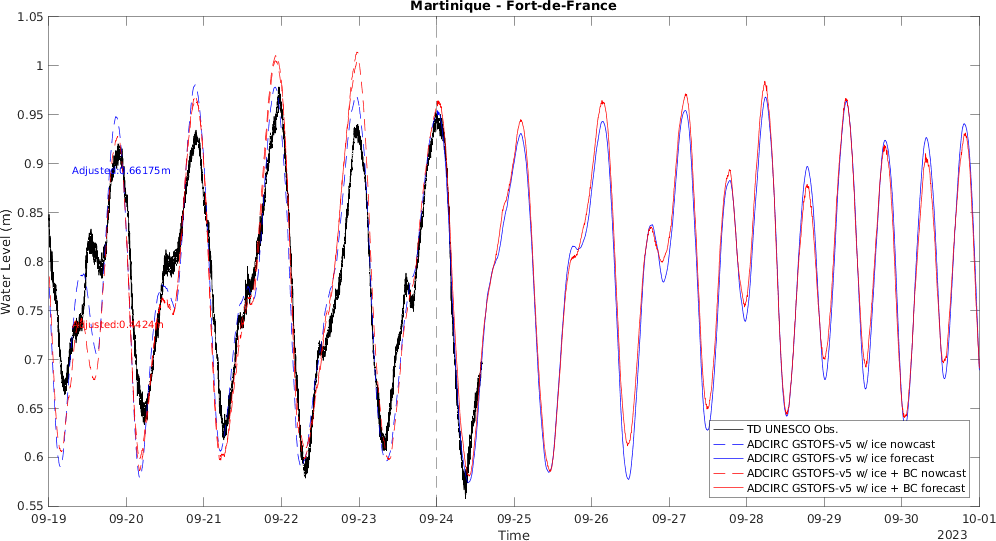 Martinique - Fort-de-France
1.05
1
0.95
0.9
0.85
0.8
0.75
0.7
0.65
0.6
0.55
Water Level (m)
Adjusted:0.66175m
TD UNESCO Obs.
ADCIRC GSTOFS-v5 w/ ice nowcast
ADCIRC GSTOFS-v5 w/ ice forecast
ADCIRC GSTOFS-v5 w/ ice + BC nowcast
ADCIRC GSTOFS-v5 w/ ice + BC forecast
09-19 09-20 09-21 09-22 09-23 09-24 09-25 09-26 09-27 09-28 09-29 09-30 10-01
Time
2023